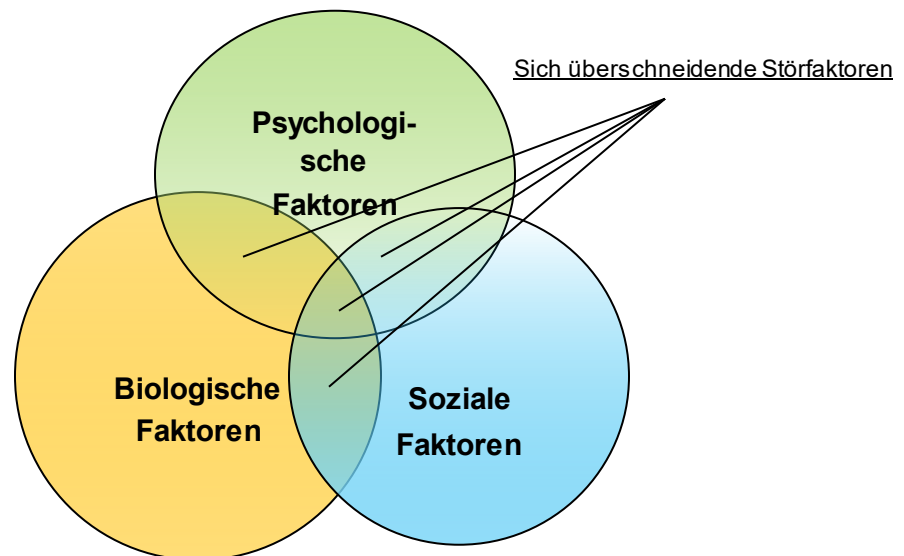 Sich überschneidende Störfaktoren
Psychologi-
sche
Faktoren
Biologische
Faktoren
Soziale
Faktoren